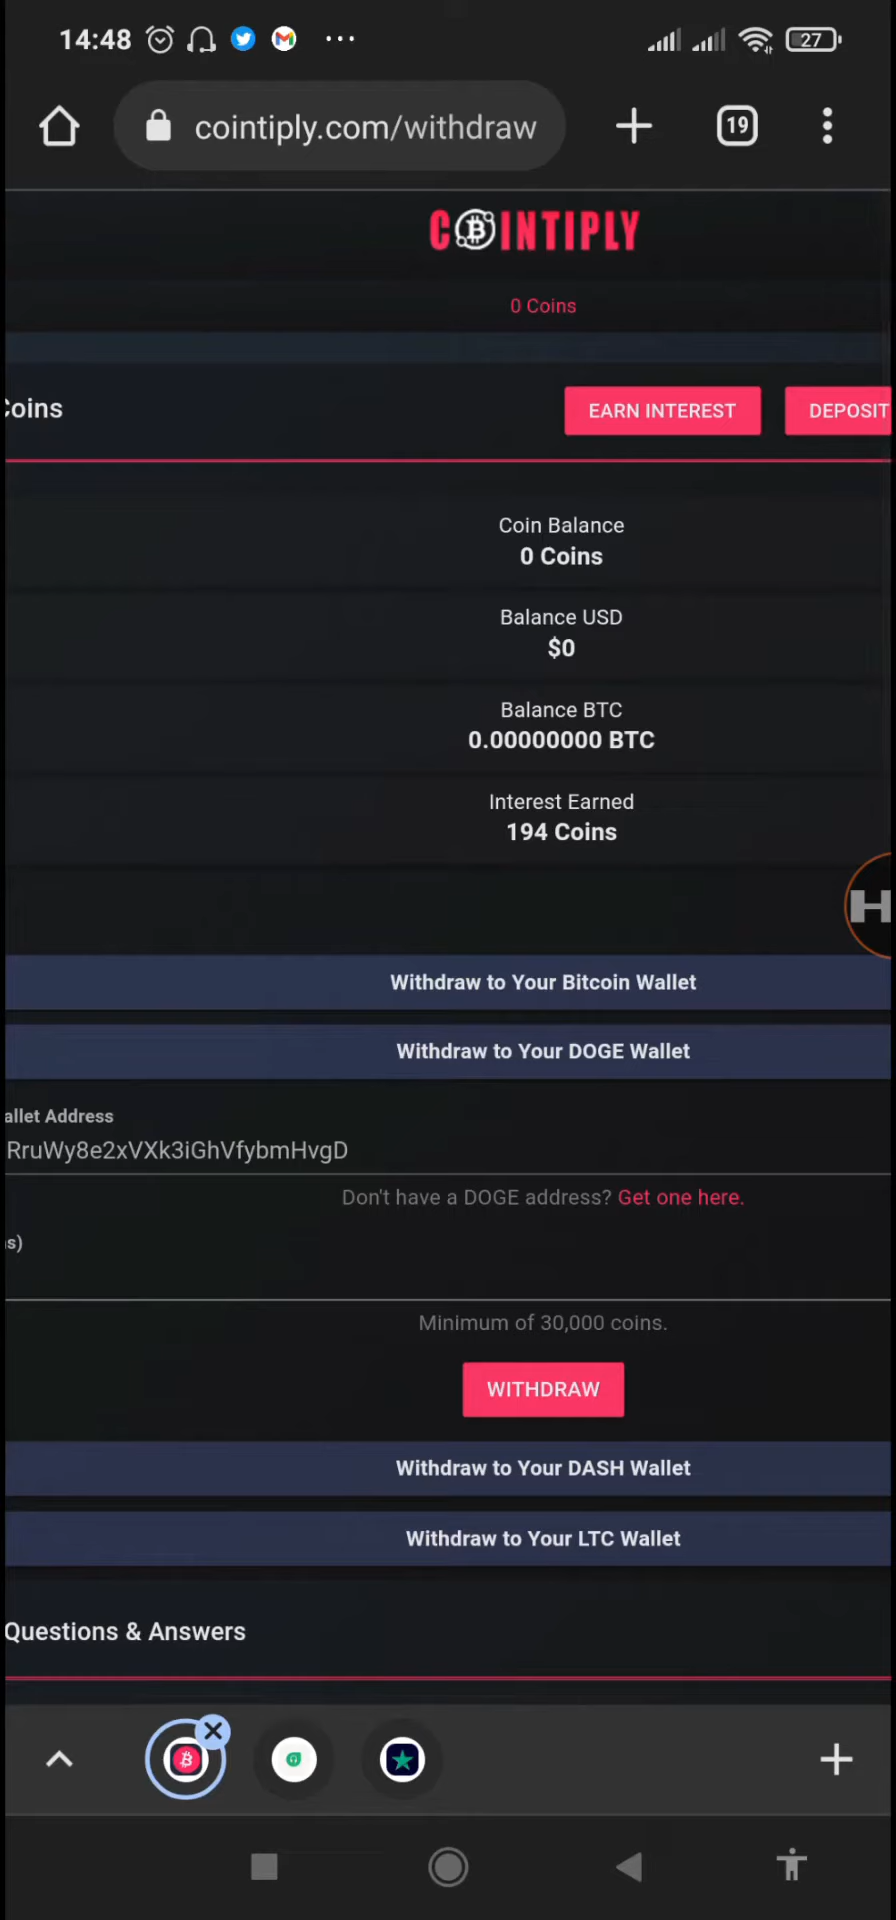 14:48
27
cointiply.com/withdraw
19
COINTIPLY
0 Coins
Coins
EARN INTEREST
DEPOSIT
Coin Balance
0 Coins
Balance USD
$0
Balance BTC
0.00000000 BTC
Interest Earned
194 Coins
H
Withdraw to Your Bitcoin Wallet
Withdraw to Your DOGE Wallet
allet Address
RruWy8e2xVXk3iGhVfybmHvgD
Don't have a DOGE address? Get one here.
s)
Minimum of 30,000 coins.
WITHDRAW
Withdraw to Your DASH Wallet
Withdraw to Your LTC Wallet
Questions & Answers